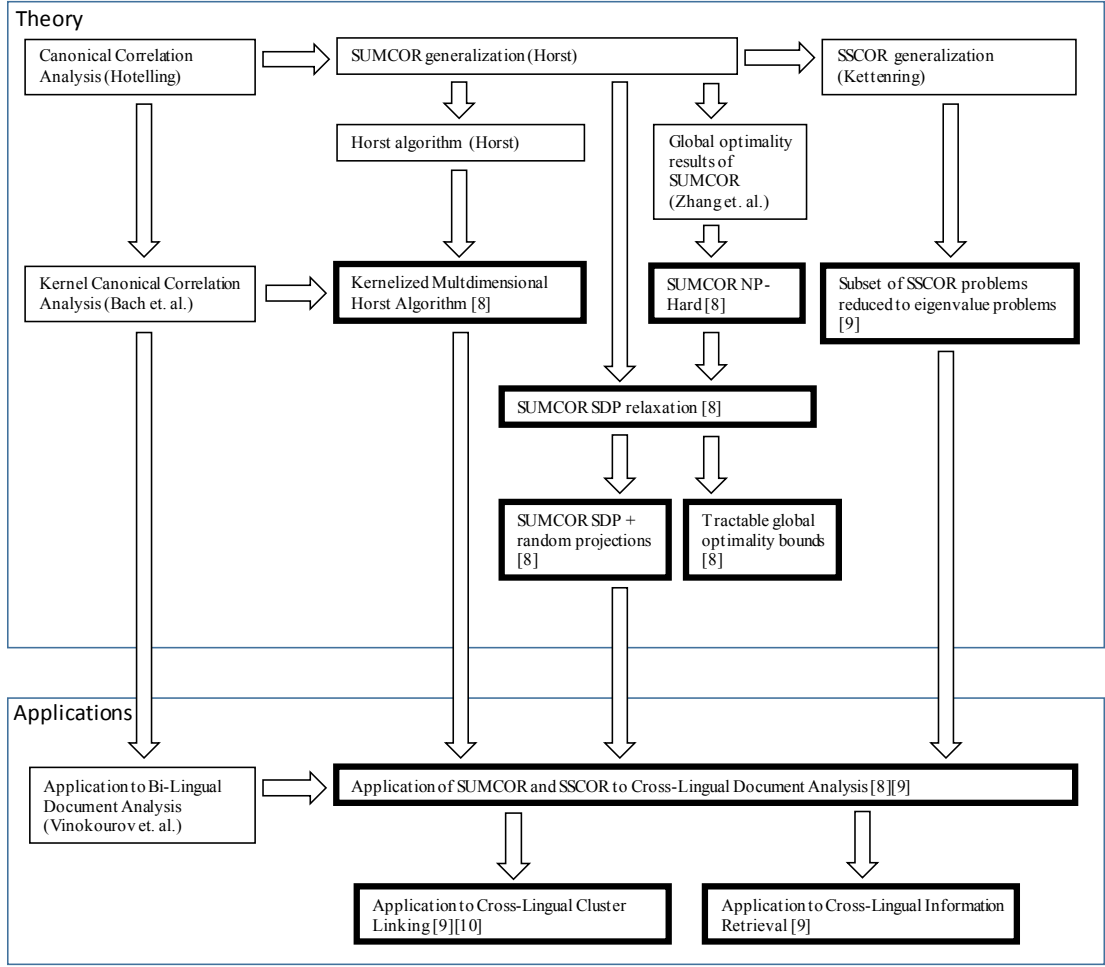 Theory
Canonical Correlation
Analysis (Hotelling)
SUMCOR generalization (Horst)
SSCOR generalization
(Kettenring)
Horst algorithm (Horst)
Global optimality
results of
SUMCOR
(Zhang et. al.)
Kernel Canonical Correlation
Analysis (Bach et. al.)
Kernelized Multdimensional
Horst Algorithm [8]
SUMCOR NP-
Hard [8]
Subset of SSCOR problems
reduced to eigenvalue problems
[9]
SUMCOR SDP relaxation [8]
SUMCOR SDP +
random projections
[8]
Tractable global
optimality bounds
[8]
Applications
Application to Bi-Lingual
Document Analysis
(Vinokourov et. al.)
Application of SUMCOR and SSCOR to Cross-Lingual Document Analysis [8][9]
Application to Cross-Lingual Cluster
Linking [9][10]
Application to Cross-Lingual Information
Retrieval [9]